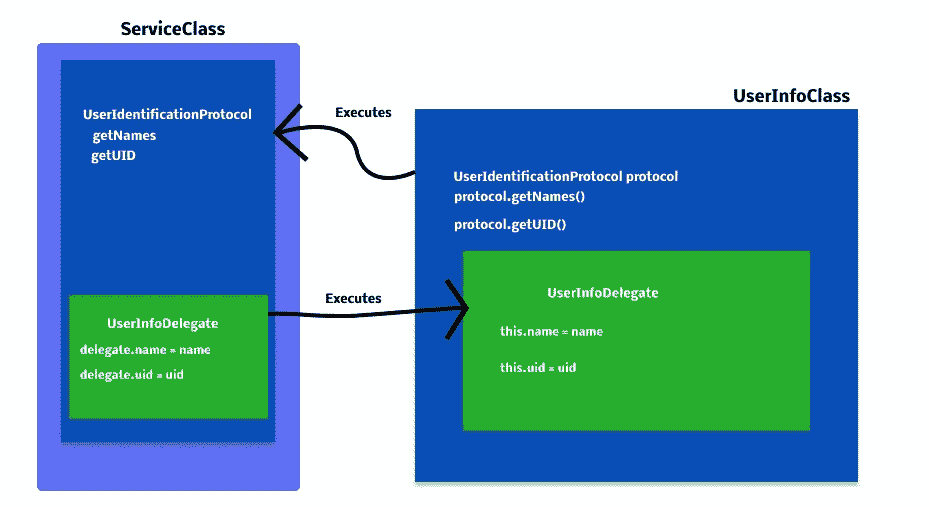 ServiceClass
UserIdentificationProtocol
getNames
getUID
UserInfoDelegate
delegate.name = name
delegate.uid = uid
Executes
Executes
UserInfoClass
UserIdentificationProtocol protocol
protocol.getNames()
protocol.getUID()
UserInfoDelegate
this.name = name
this.uid = uid